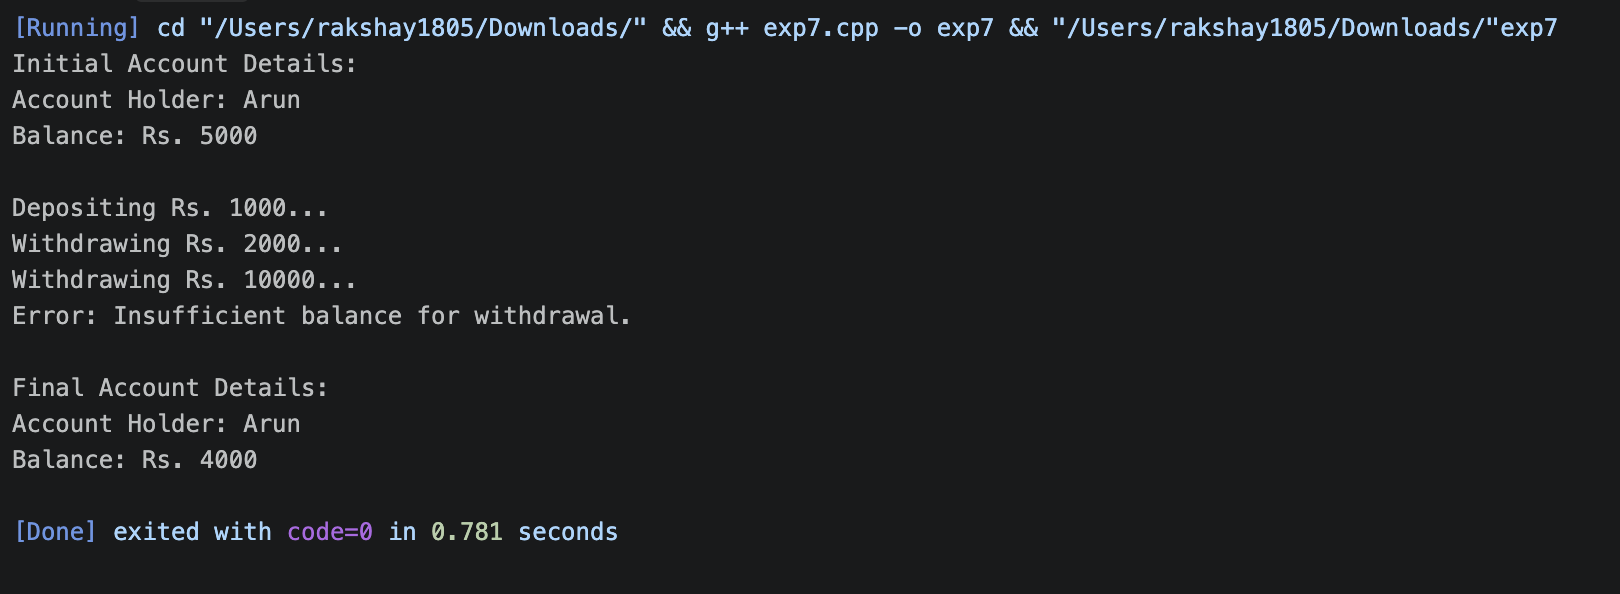 [Running] cd "/Users/rakshay1805/Downloads/" && g++ exp7.cpp -o exp7 && "/Users/rakshay1805/Downloads/"exp7
Initial Account Details:
Account Holder: Arun
Balance: Rs. 5000
Depositing Rs. 1000...
Withdrawing Rs. 2000...
Withdrawing Rs. 10000...
Error: Insufficient balance for withdrawal.
Final Account Details:
Account Holder: Arun
Balance: Rs. 4000
[Done] exited with code=0 in 0.781 seconds